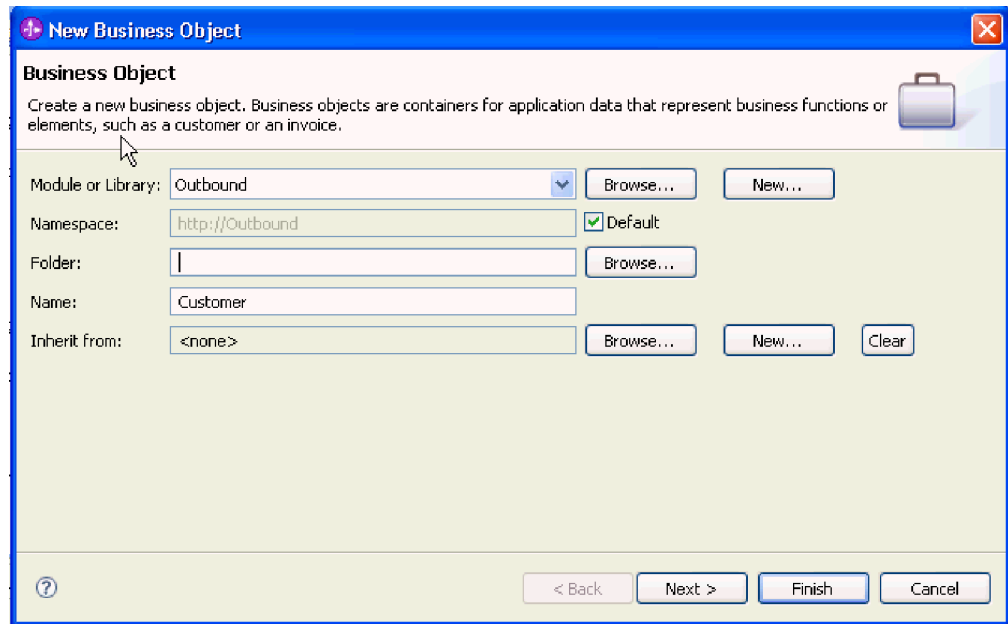 New Business Object
Business Object
Create a new business object. Business objects are containers for application data that represent business functions or
elements, such as a customer or an invoice.
Module or Library: Outbound Browse... New...
Namespace: http://Outbound Default
Folder: Browse...
Name: Customer
Inherit from: <none> Browse... New... Clear
? < Back Next > Finish Cancel